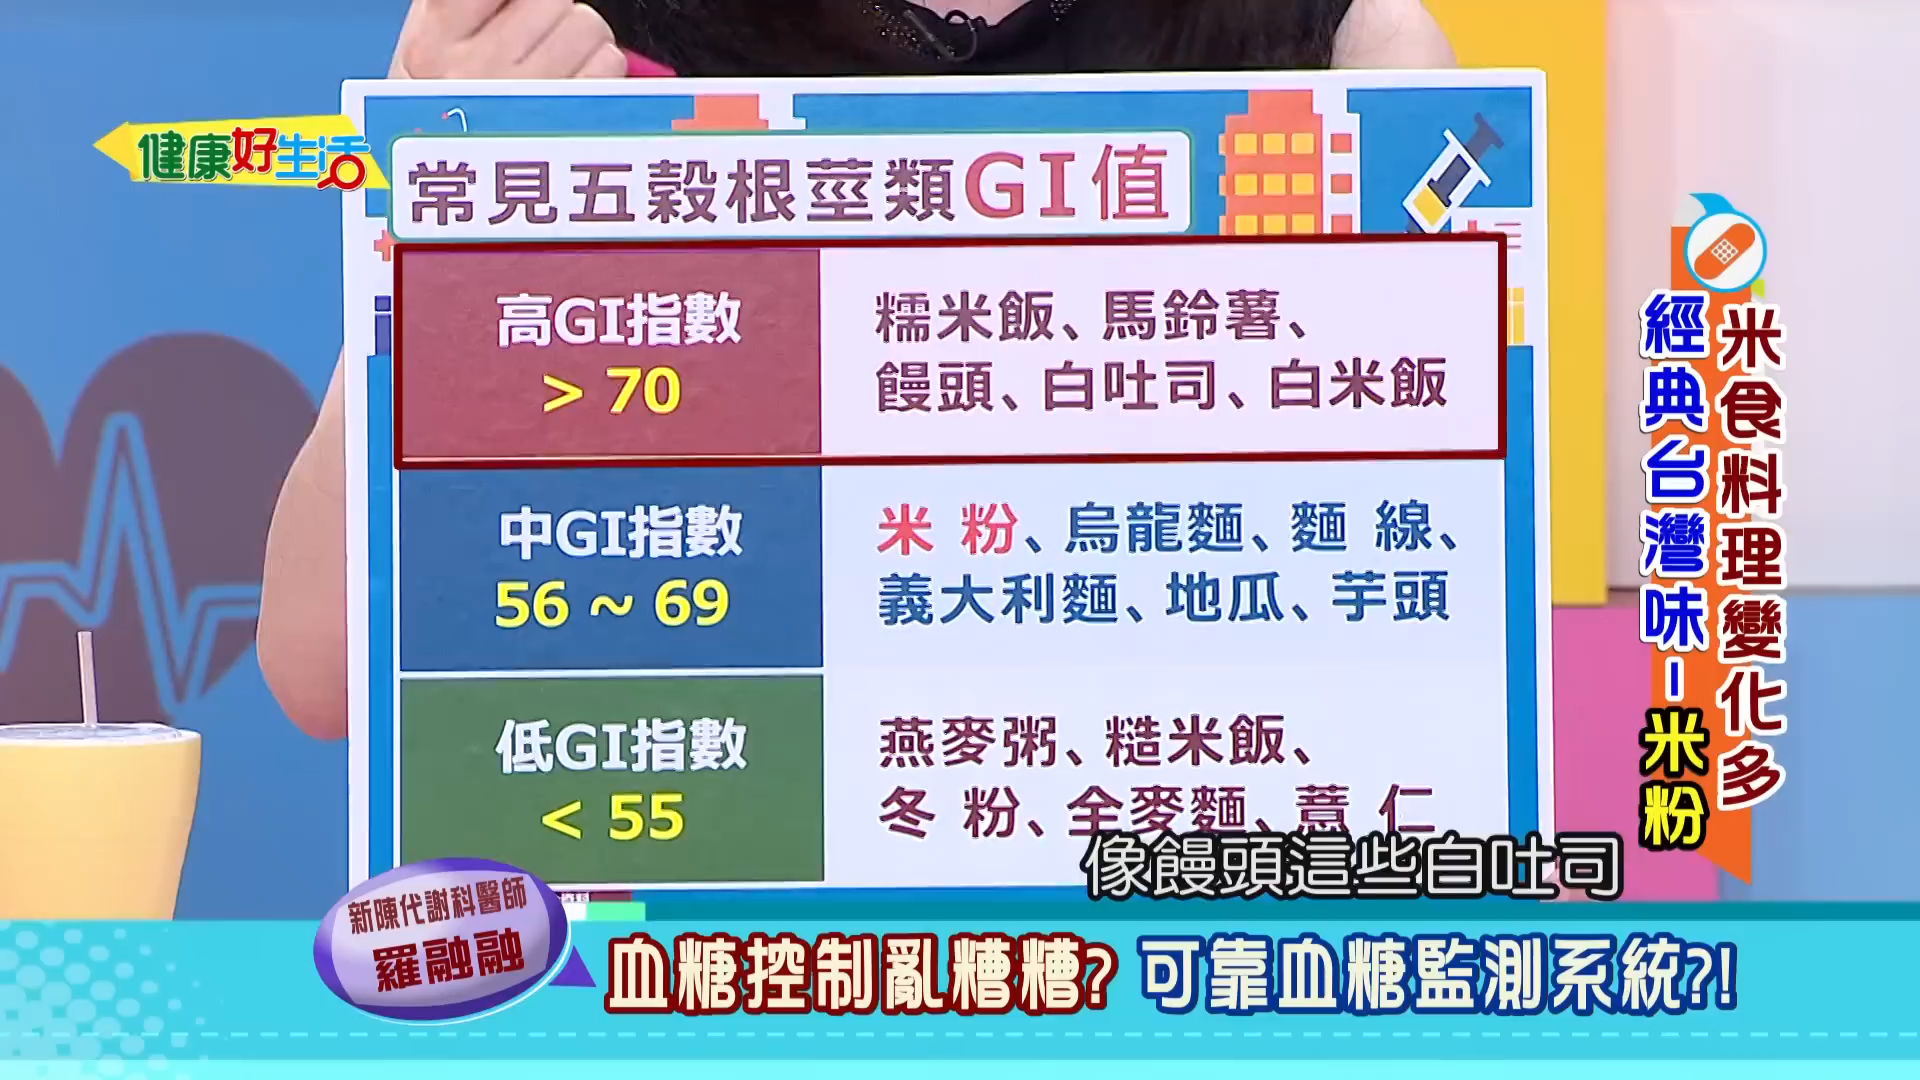 健康好生活
常見五穀根莖類GI值
高GI指數
> 70
糯米飯、馬鈴薯、
饅頭、白吐司、白米飯
中GI指數
56 ~ 69
米 粉、烏龍麵、麵 線、
義大利麵、地瓜、芋頭
低GI指數
< 55
燕麥粥、糙米飯、
冬 粉、全麥麵、薏 仁
米食料理變化多
經典台灣味-米粉
像饅頭這些白吐司
新陳代謝科醫師
羅融融
血糖控制亂糟糟? 可靠血糖監測系統?!